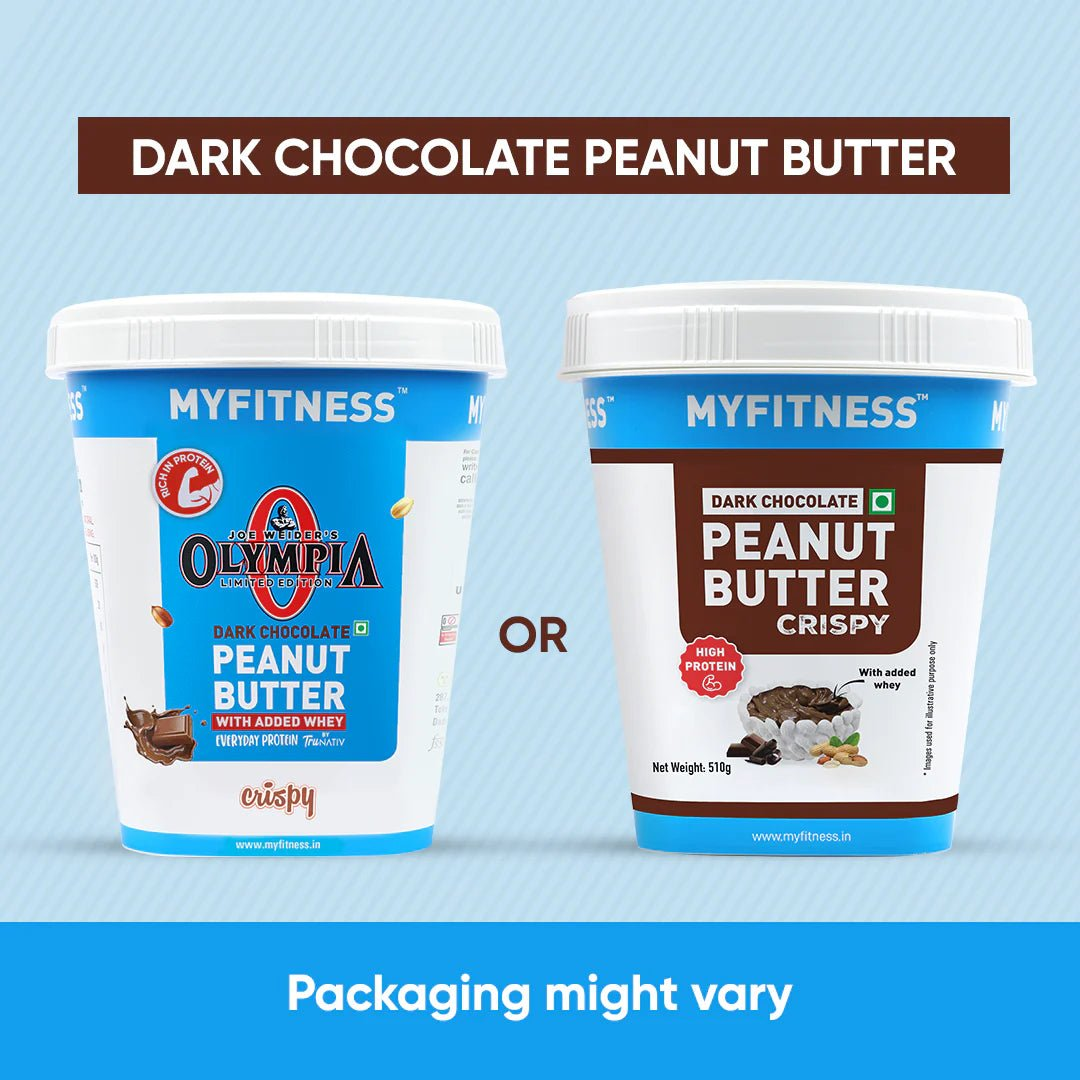 DARK CHOCOLATE PEANUT BUTTER
MYFITNESS™
RICH IN PROTEIN
JOE WEIDER'S
OLYMPIA
LIMITED EDITION
DARK CHOCOLATE
PEANUT
BUTTER
WITH ADDED WHEY
EVERYDAY PROTEIN BY TruNATIV
crispy
www.myfitness.in
OR
MYFITNESS™
DARK CHOCOLATE
PEANUT
BUTTER
CRISPY
HIGH
PROTEIN
With added
whey
Net Weight: 510g
* Images used for illustrative purpose only
www.myfitness.in
Packaging might vary